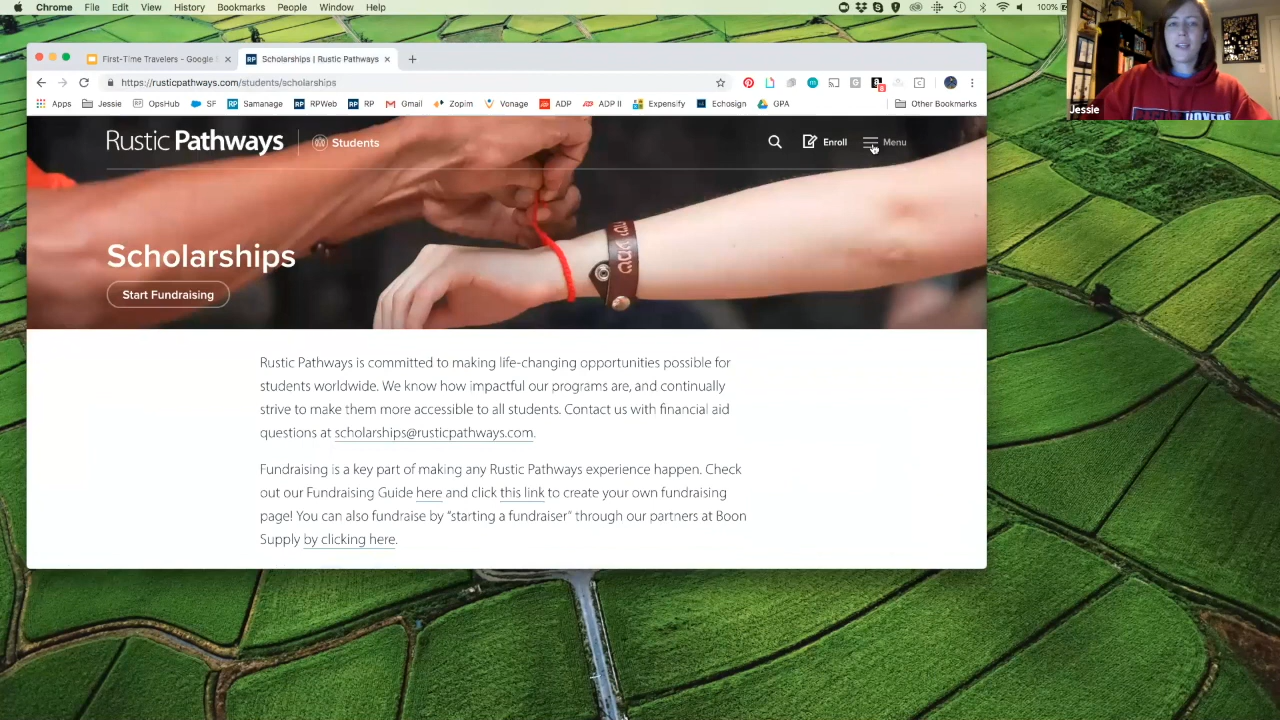 Chrome File Edit View History Bookmarks People Window Help 100%
First-Time Travelers - Google
Scholarships | Rustic Pathways
https://rusticpathways.com/students/scholarships
Apps Jessie OpsHub SF Samanage RPWeb RP Gmail Zopim Vonage ADP ADP II Expensify Echosign GPA Other Bookmarks
Jessie
Rustic Pathways Students Enroll Menu
Scholarships
Start Fundraising
Rustic Pathways is committed to making life-changing opportunities possible for
students worldwide. We know how impactful our programs are, and continually
strive to make them more accessible to all students. Contact us with financial aid
questions at scholarships@rusticpathways.com.
Fundraising is a key part of making any Rustic Pathways experience happen. Check
out our Fundraising Guide here and click this link to create your own fundraising
page! You can also fundraise by “starting a fundraiser” through our partners at Boon
Supply by clicking here.